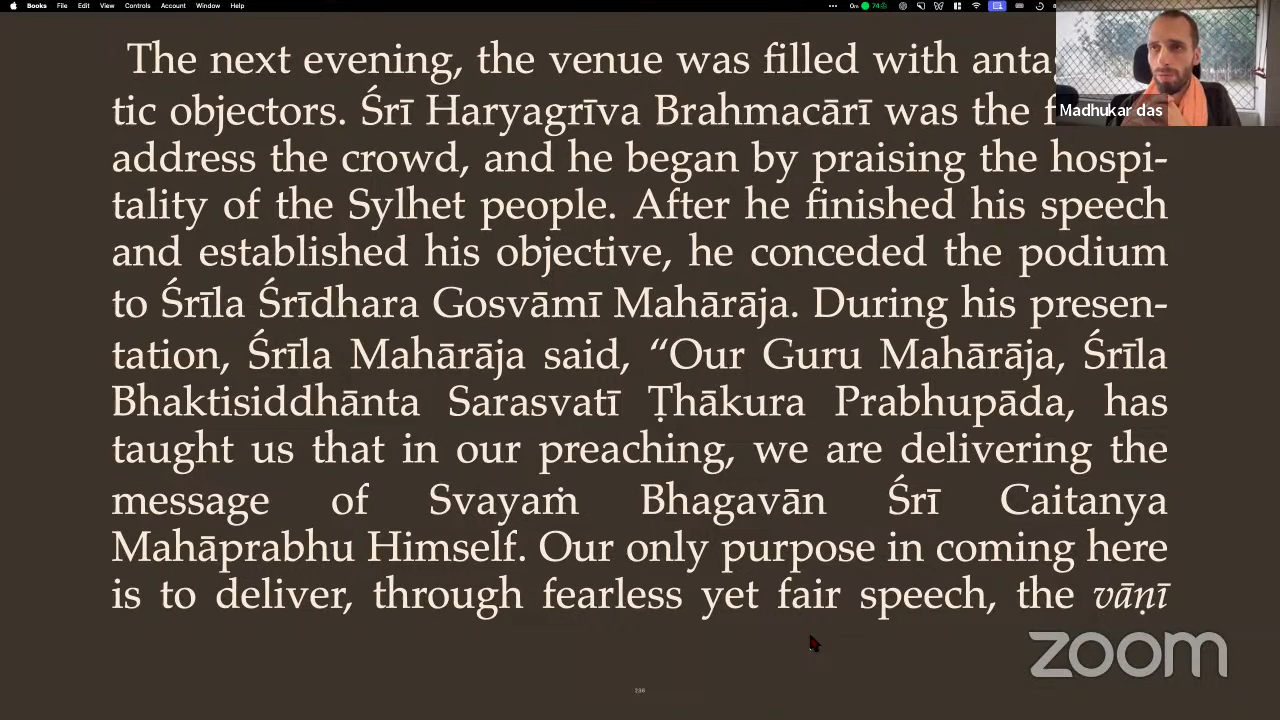 Books File Edit View Controls Account Window Help
The next evening, the venue was filled with
tic objectors. Śrī Haryagrīva Brahmacārī was the
address the crowd, and he began by praising the hospi-
tality of the Sylhet people. After he finished his speech
and established his objective, he conceded the podium
to Śrīla Śrīdhara Gosvāmī Mahārāja. During his presen-
tation, Śrīla Mahārāja said, “Our Guru Mahārāja, Śrīla
Bhaktisiddhānta Sarasvatī Ṭhākura Prabhupāda, has
taught us that in our preaching, we are delivering the
message of Svayaṁ Bhagavān Śrī Caitanya
Mahāprabhu Himself. Our only purpose in coming here
is to deliver, through fearless yet fair speech, the vāṇī
Madhukar das
zoom
236